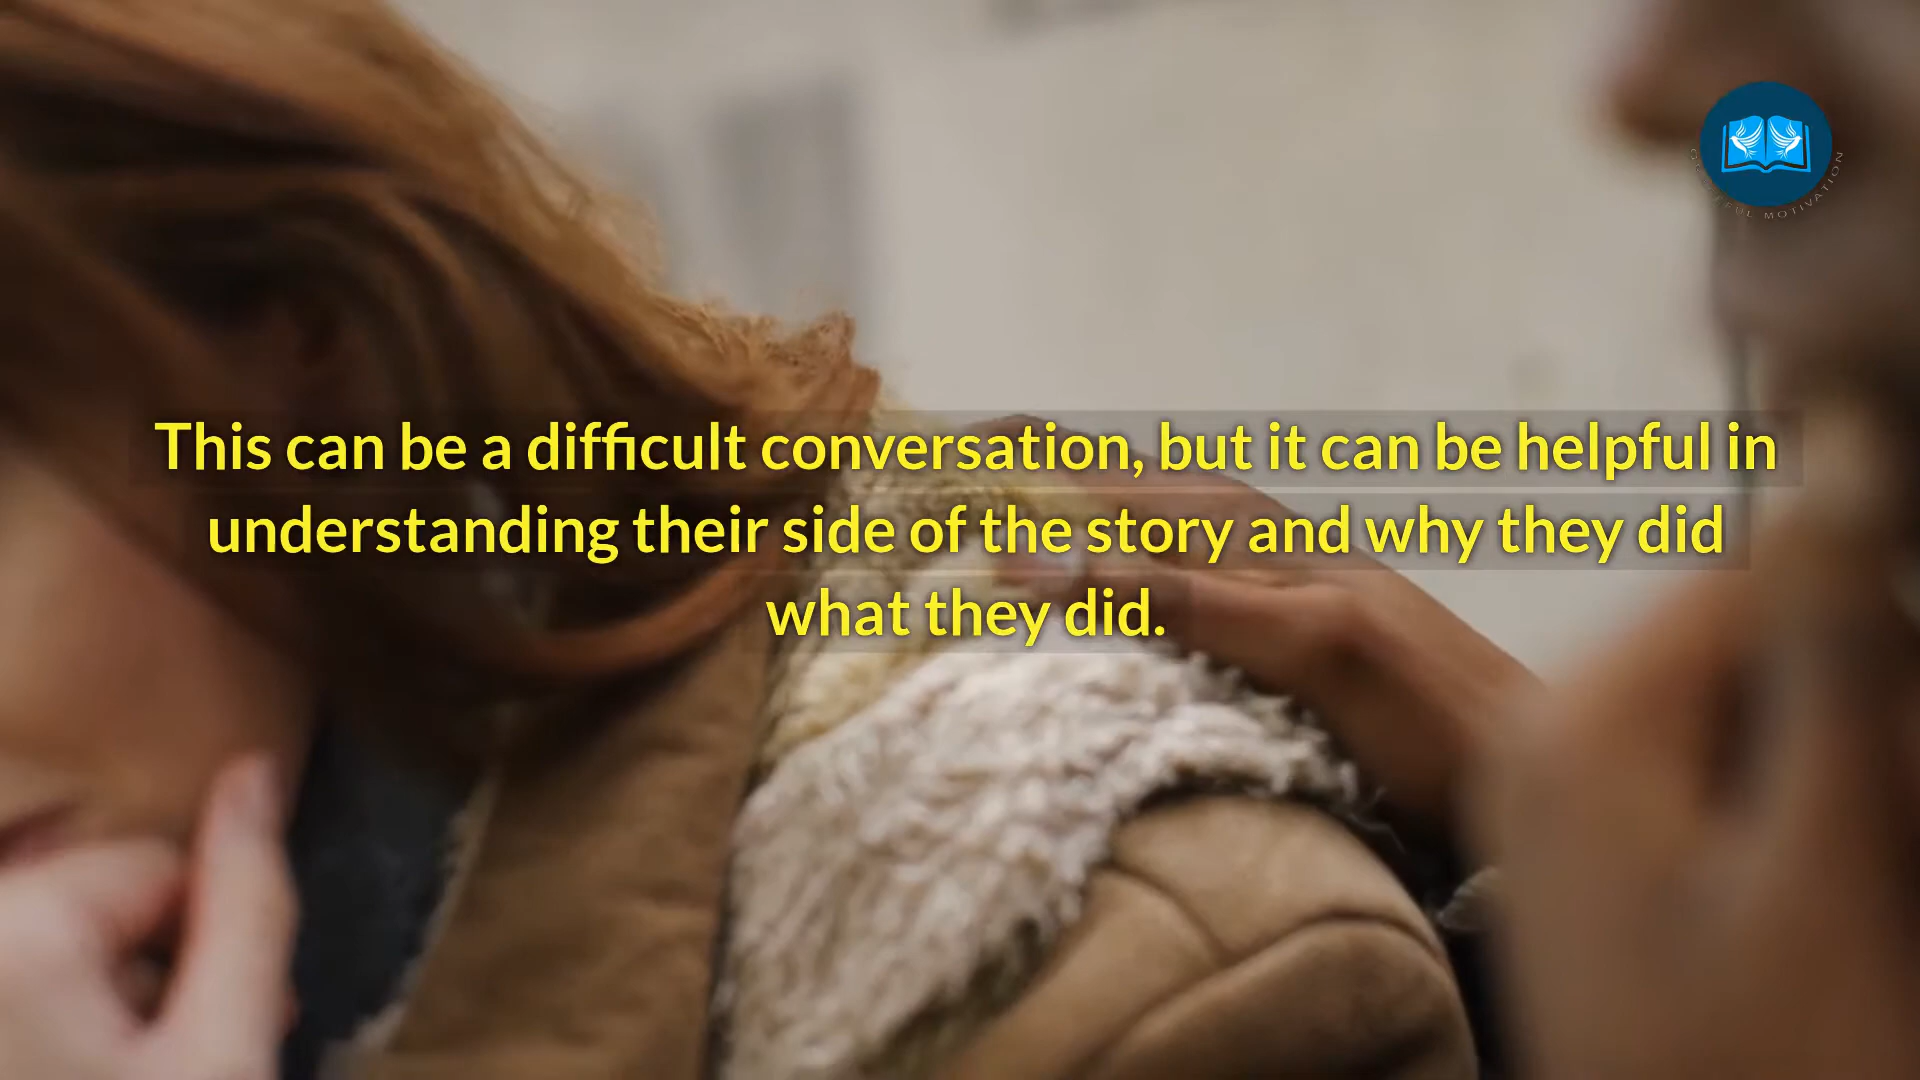 This can be a difficult conversation, but it can be helpful in
understanding their side of the story and why they did
what they did.
MOTIVATION